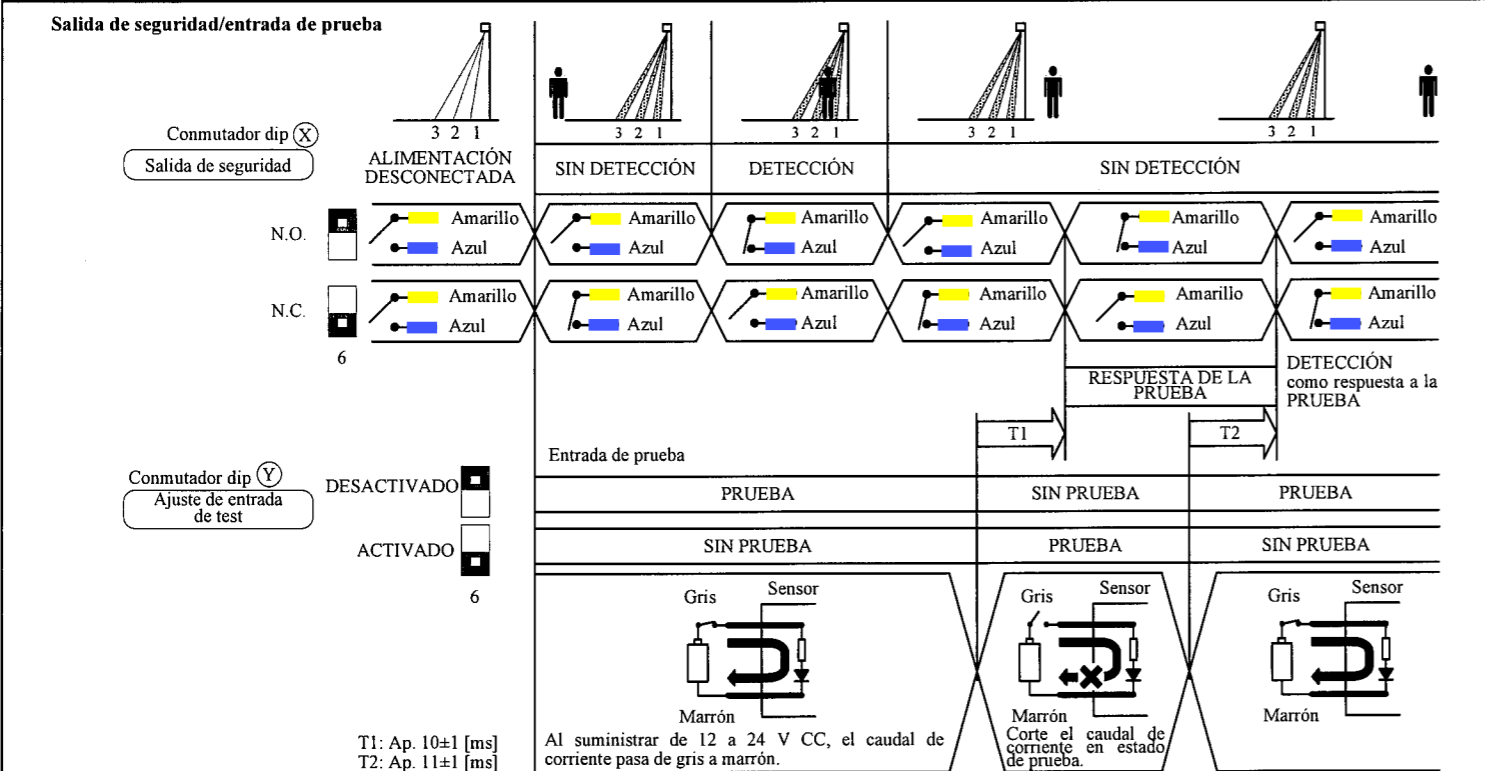 Salida de seguridad/entrada de prueba
3 2 1
3 2 1
3 2 1
3 2 1
3 2 1
Conmutador dip X
Salida de seguridad
ALIMENTACIÓN
DESCONECTADA
SIN DETECCIÓN
DETECCIÓN
SIN DETECCIÓN
N.O.
Amarillo
Azul
Amarillo
Azul
Amarillo
Azul
Amarillo
Azul
Amarillo
Azul
Amarillo
Azul
N.C.
Amarillo
Azul
Amarillo
Azul
Amarillo
Azul
Amarillo
Azul
Amarillo
Azul
Amarillo
Azul
6
RESPUESTA DE LA
PRUEBA
DETECCIÓN
como respuesta a la
PRUEBA
T1
T2
Entrada de prueba
Conmutador dip Y
Ajuste de entrada
de test
DESACTIVADO
PRUEBA
SIN PRUEBA
PRUEBA
ACTIVADO
SIN PRUEBA
PRUEBA
SIN PRUEBA
6
Gris
Sensor
Marrón
Gris
Sensor
Marrón
Gris
Sensor
Marrón
T1: Ap. 10±1 [ms]
T2: Ap. 11±1 [ms]
Al suministrar de 12 a 24 V CC, el caudal de
corriente pasa de gris a marrón.
Corte el caudal de
corriente en estado
de prueba.